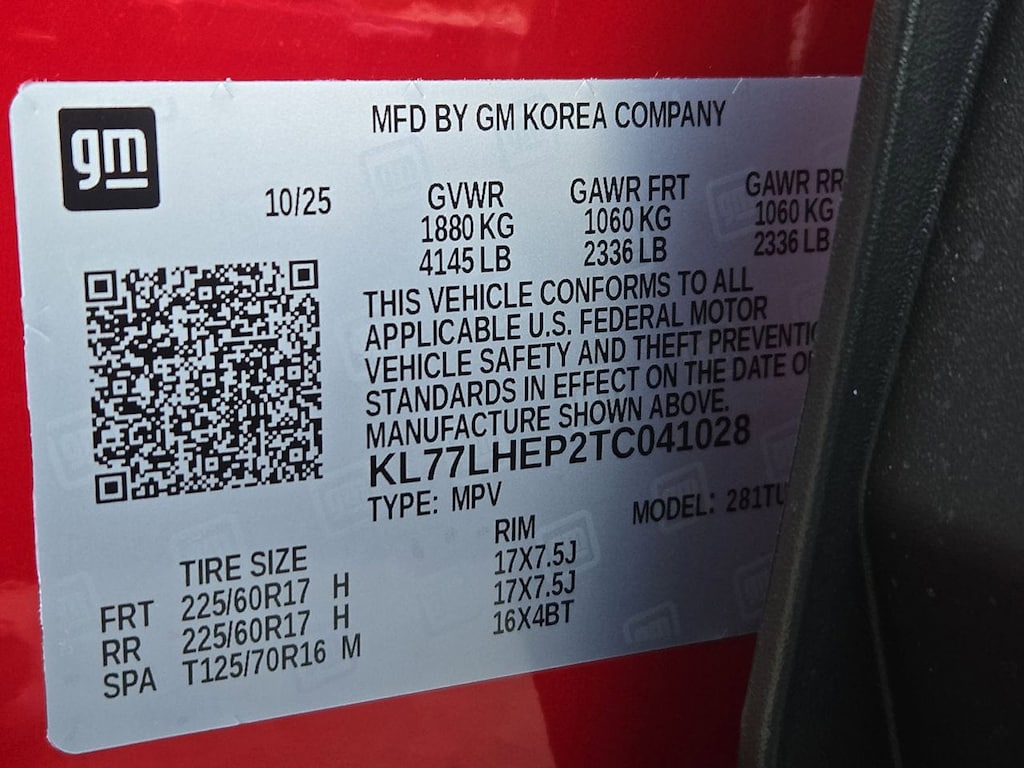 gm
MFD BY GM KOREA COMPANY
10/25
GVWR GAWR FRT GAWR RR
1880 KG 1060 KG 1060 KG
4145 LB 2336 LB 2336 LB
THIS VEHICLE CONFORMS TO ALL
APPLICABLE U.S. FEDERAL MOTOR
VEHICLE SAFETY AND THEFT
STANDARDS IN EFFECT ON THE DATE
MANUFACTURE SHOWN ABOVE.
KL77LHEP2TC041028
TYPE: MPV MODEL:
TIRE SIZE RIM
FRT 225/60R17 H 17X7.5J
RR 225/60R17 H 17X7.5J
SPA T125/70R16 M 16X4BT